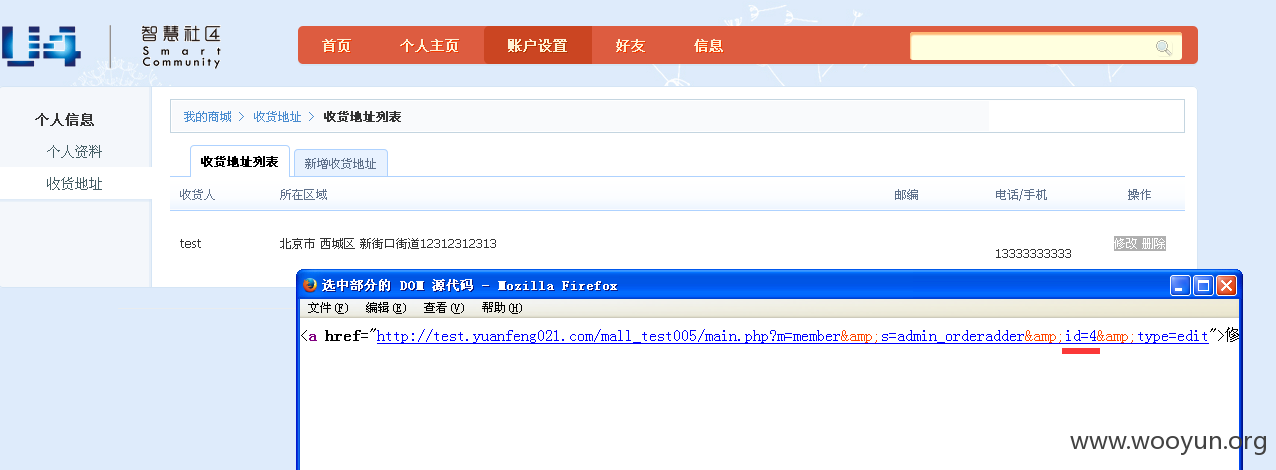 智慧社区
Smart
Community
首页 个人主页 账户设置 好友 信息
个人信息
个人资料
收货地址
我的商城 > 收货地址 > 收货地址列表
收货地址列表 新增收货地址
收货人 所在区域 邮编 电话/手机 操作
test 北京市 西城区 新街口街道12312312313 13333333333 修改 删除
选中部分的 DOM 源代码 - Mozilla Firefox
文件(F) 编辑(E) 查看(V) 帮助(H)
<a href="http://test.yuanfeng021.com/mall_test005/main.php?m=member&amp;s=admin_orderadder&amp;id=4&amp;type=edit">修
www.wooyun.org